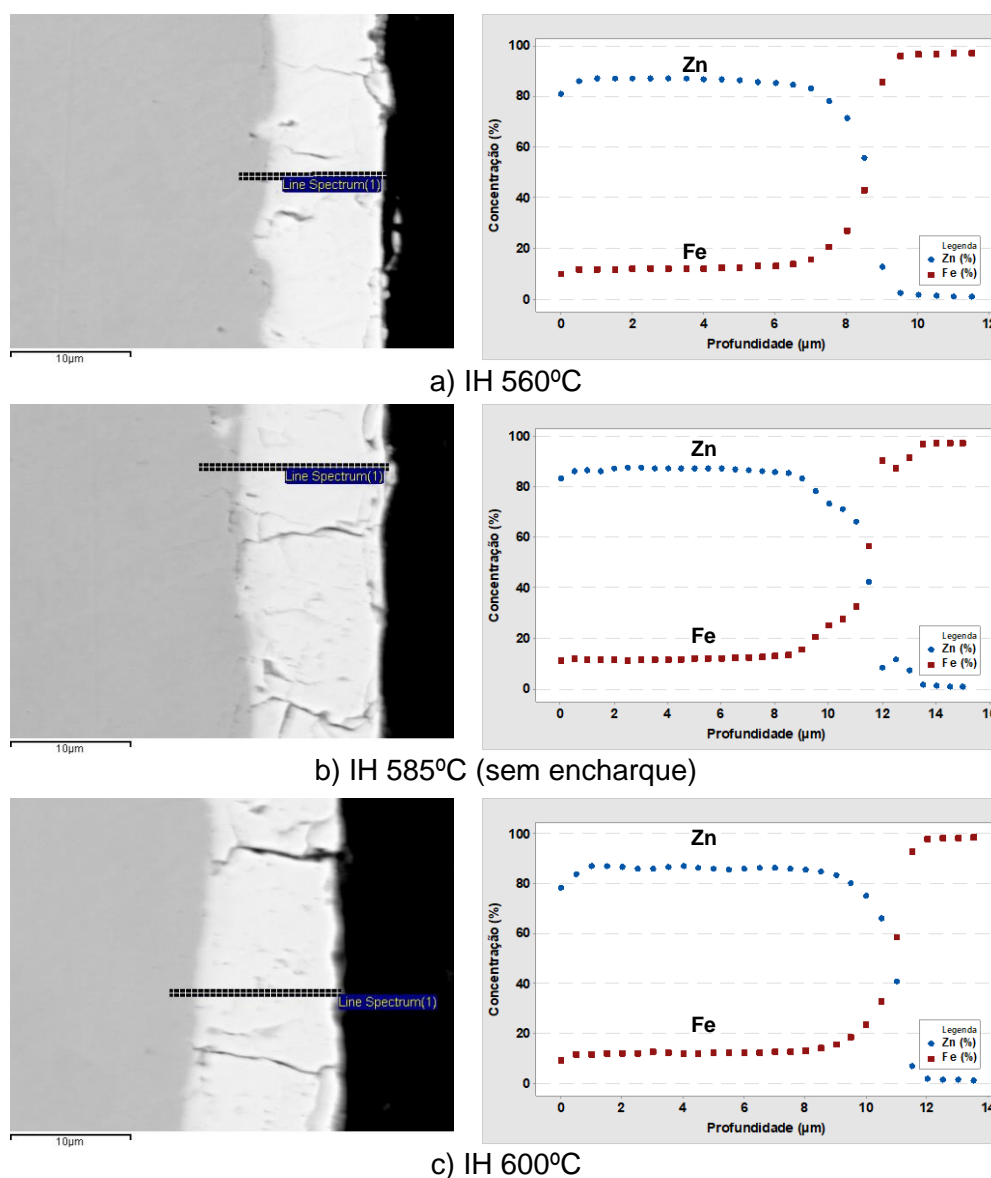 Line Spectrum(1)
10µm
Concentração (%)
100
80
60
40
20
0
Zn
Fe
Legenda
Zn (%)
Fe (%)
0 2 4 6 8 10 12
Profundidade (µm)
a) IH 560ºC
Line Spectrum(1)
10µm
Concentração (%)
100
80
60
40
20
0
Zn
Fe
Legenda
Zn (%)
Fe (%)
0 2 4 6 8 10 12 14 16
Profundidade (µm)
b) IH 585ºC (sem encharque)
Line Spectrum(1)
10µm
Concentração (%)
100
80
60
40
20
0
Zn
Fe
Legenda
Zn (%)
Fe (%)
0 2 4 6 8 10 12 14
Profundidade (µm)
c) IH 600ºC